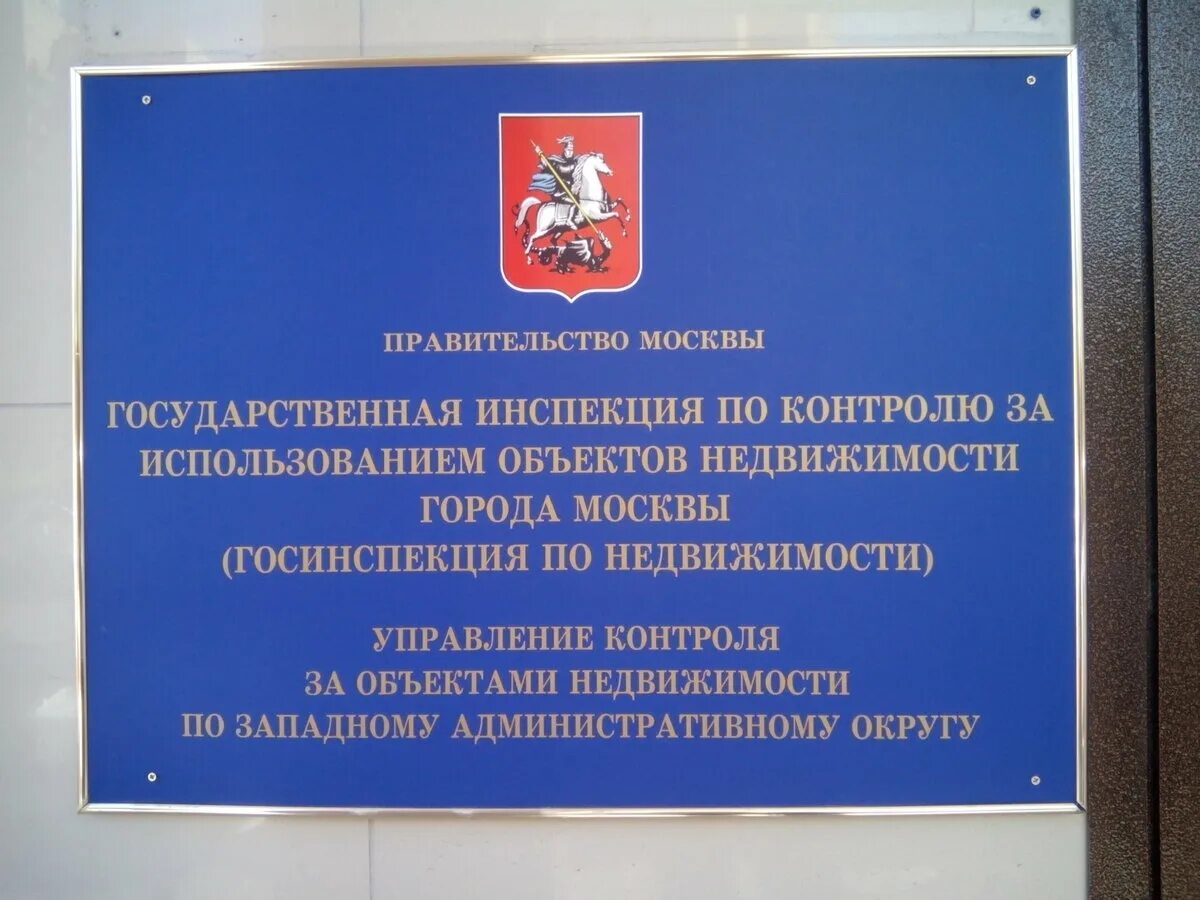 ПРАВИТЕЛЬСТВО МОСКВЫ
ГОСУДАРСТВЕННАЯ ИНСПЕКЦИЯ ПО КОНТРОЛЮ ЗА
ИСПОЛЬЗОВАНИЕМ ОБЪЕКТОВ НЕДВИЖИМОСТИ
ГОРОДА МОСКВЫ
(ГОСИНСПЕКЦИЯ ПО НЕДВИЖИМОСТИ)
УПРАВЛЕНИЕ КОНТРОЛЯ
ЗА ОБЪЕКТАМИ НЕДВИЖИМОСТИ
ПО ЗАПАДНОМУ АДМИНИСТРАТИВНОМУ ОКРУГУ